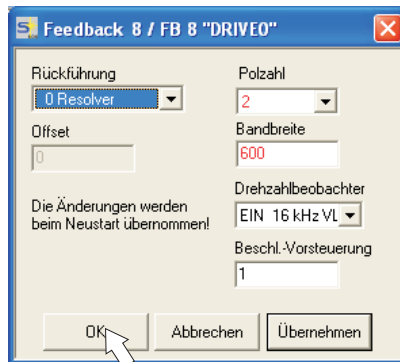 Feedback 8 / FB 8 "DRIVE0"
Rückführung
0 Resolver
Offset
0
Die Änderungen werden
beim Neustart übernommen!
Polzahl
2
Bandbreite
600
Drehzahlbeobachter
EIN 16 kHz VL
Beschl.-Vorsteuerung
1
OK
Abbrechen
Übernehmen